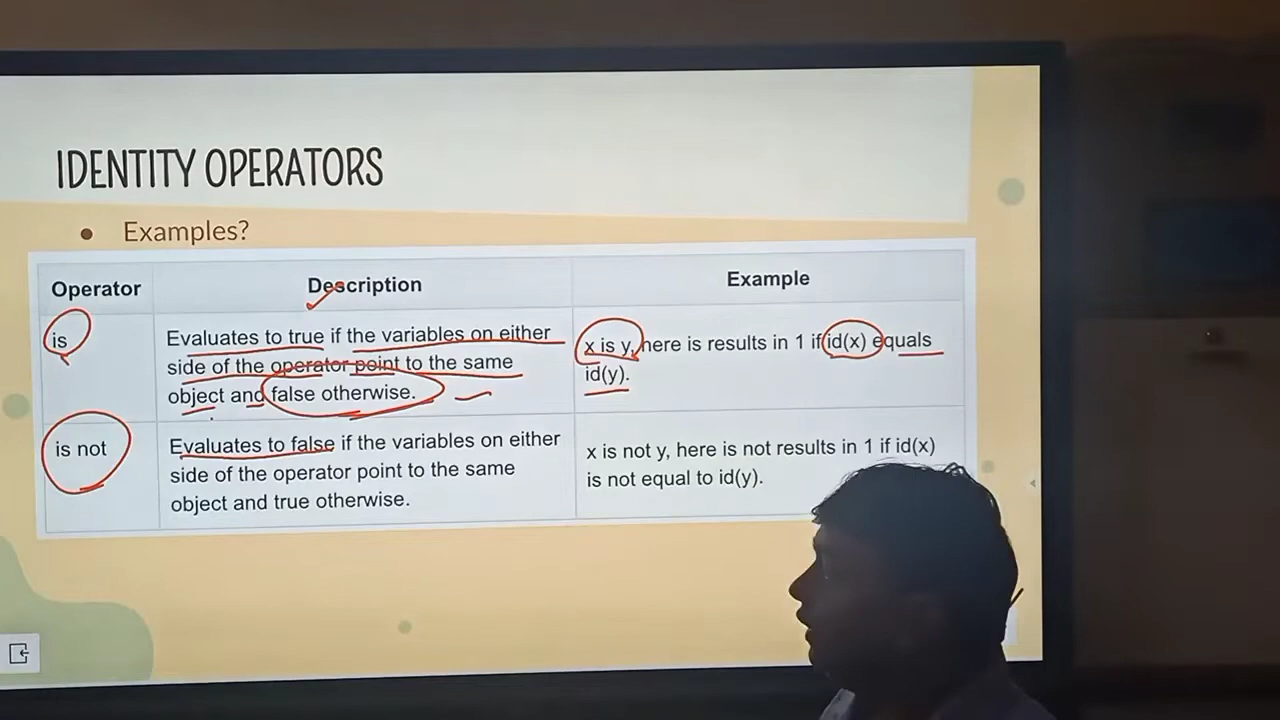 IDENTITY OPERATORS
• Examples?
Operator
Description
Example
is
Evaluates to true if the variables on either
side of the operator point to the same
object and false otherwise.
x is y, here is results in 1 if id(x) equals
id(y).
is not
Evaluates to false if the variables on either
side of the operator point to the same
object and true otherwise.
x is not y, here is not results in 1 if id(x)
is not equal to id(y).